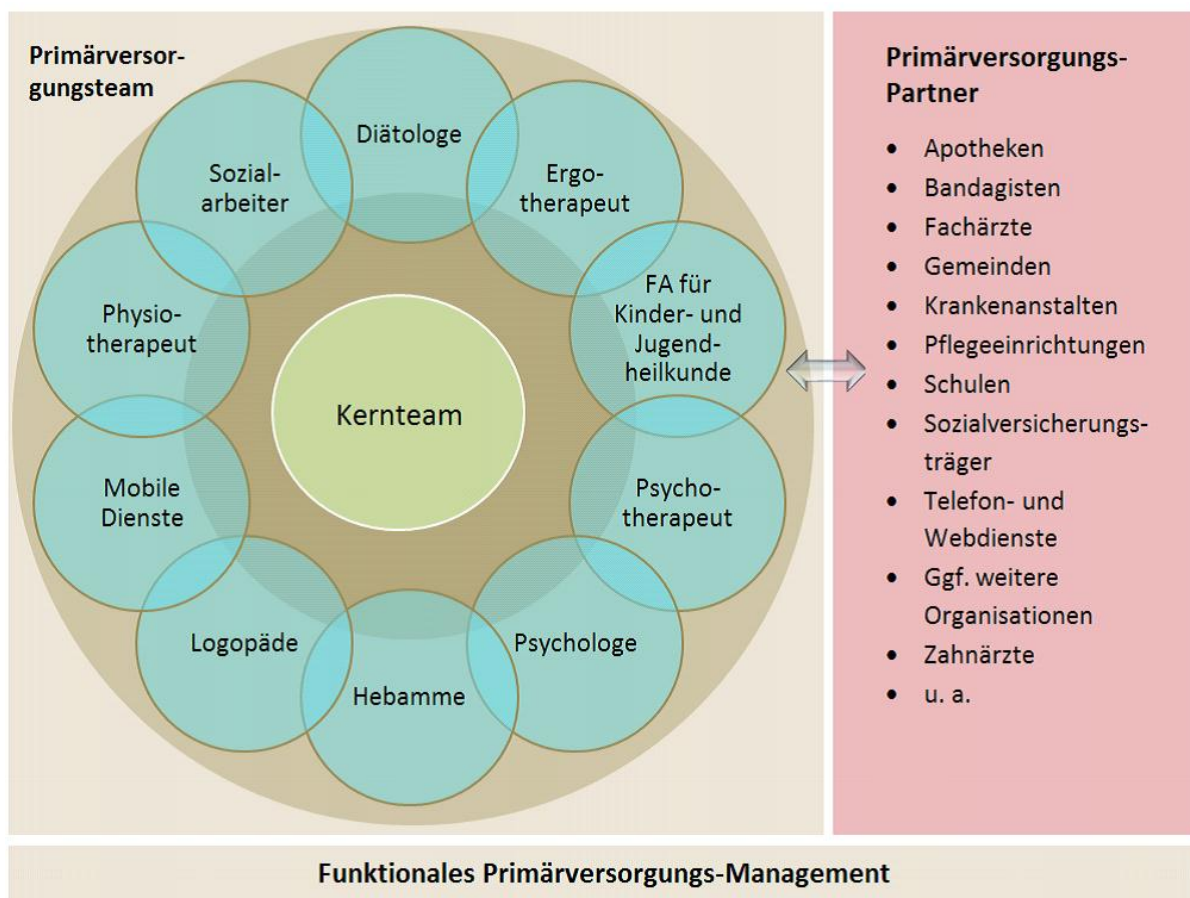 Primärversor-
gungsteam
Diätologe
Sozial-
arbeiter
Ergo-
therapeut
Physio-
therapeut
FA für
Kinder- und
Jugend-
heilkunde
Kernteam
Mobile
Dienste
Psycho-
therapeut
Logopäde
Psychologe
Hebamme
Primärversorgungs-
Partner
• Apotheken
• Bandagisten
• Fachärzte
• Gemeinden
• Krankenanstalten
• Pflegeeinrichtungen
• Schulen
• Sozialversicherungs-
träger
• Telefon- und
Webdienste
• Ggf. weitere
Organisationen
• Zahnärzte
• u. a.
Funktionales Primärversorgungs-Management